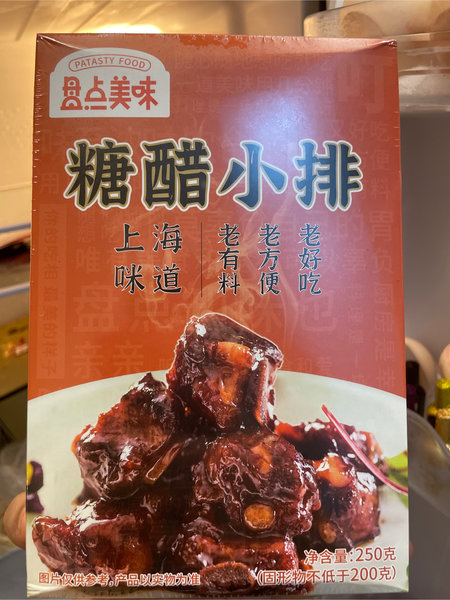 PATASTY FOOD
盘点美味
糖醋小排
上海
味道
老好吃
老方便
老有料
净含量:250克
(固形物不低于200克)
图片仅供参考,产品以实物为准